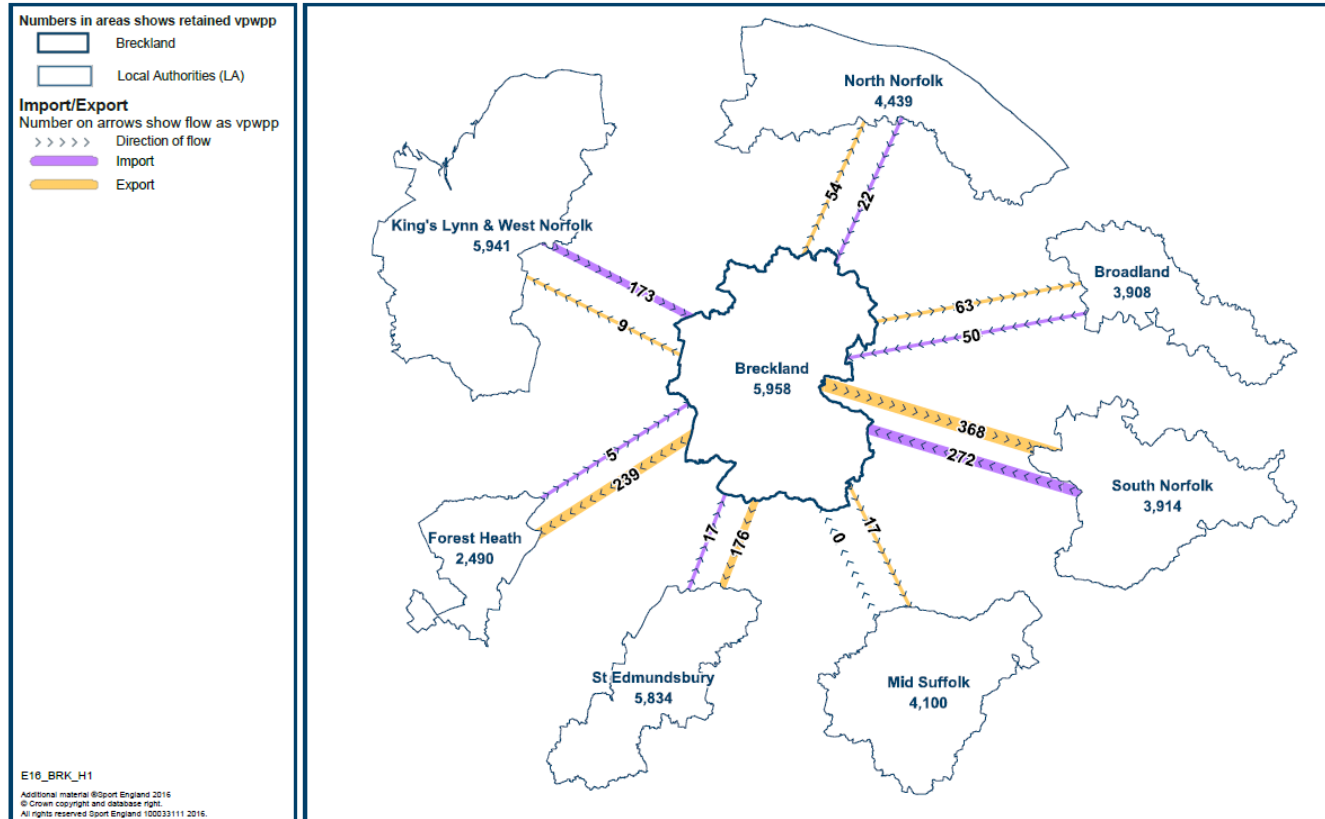 Numbers in areas shows retained vpwpp
Breckland
Local Authorities (LA)
Import/Export
Number on arrows show flow as vpwpp
Direction of flow
Import
Export
E16_BRK_H1
Additional material ®Sport England 2016
© Crown copyright and database right.
All rights reserved Sport England 100033111 2016.
North Norfolk
4,439
54
22
King's Lynn & West Norfolk
5,941
173
9
Broadland
3,908
63
50
Breckland
5,958
368
272
South Norfolk
3,914
5
239
Forest Heath
2,490
17
176
0
17
St Edmundsbury
5,834
Mid Suffolk
4,100